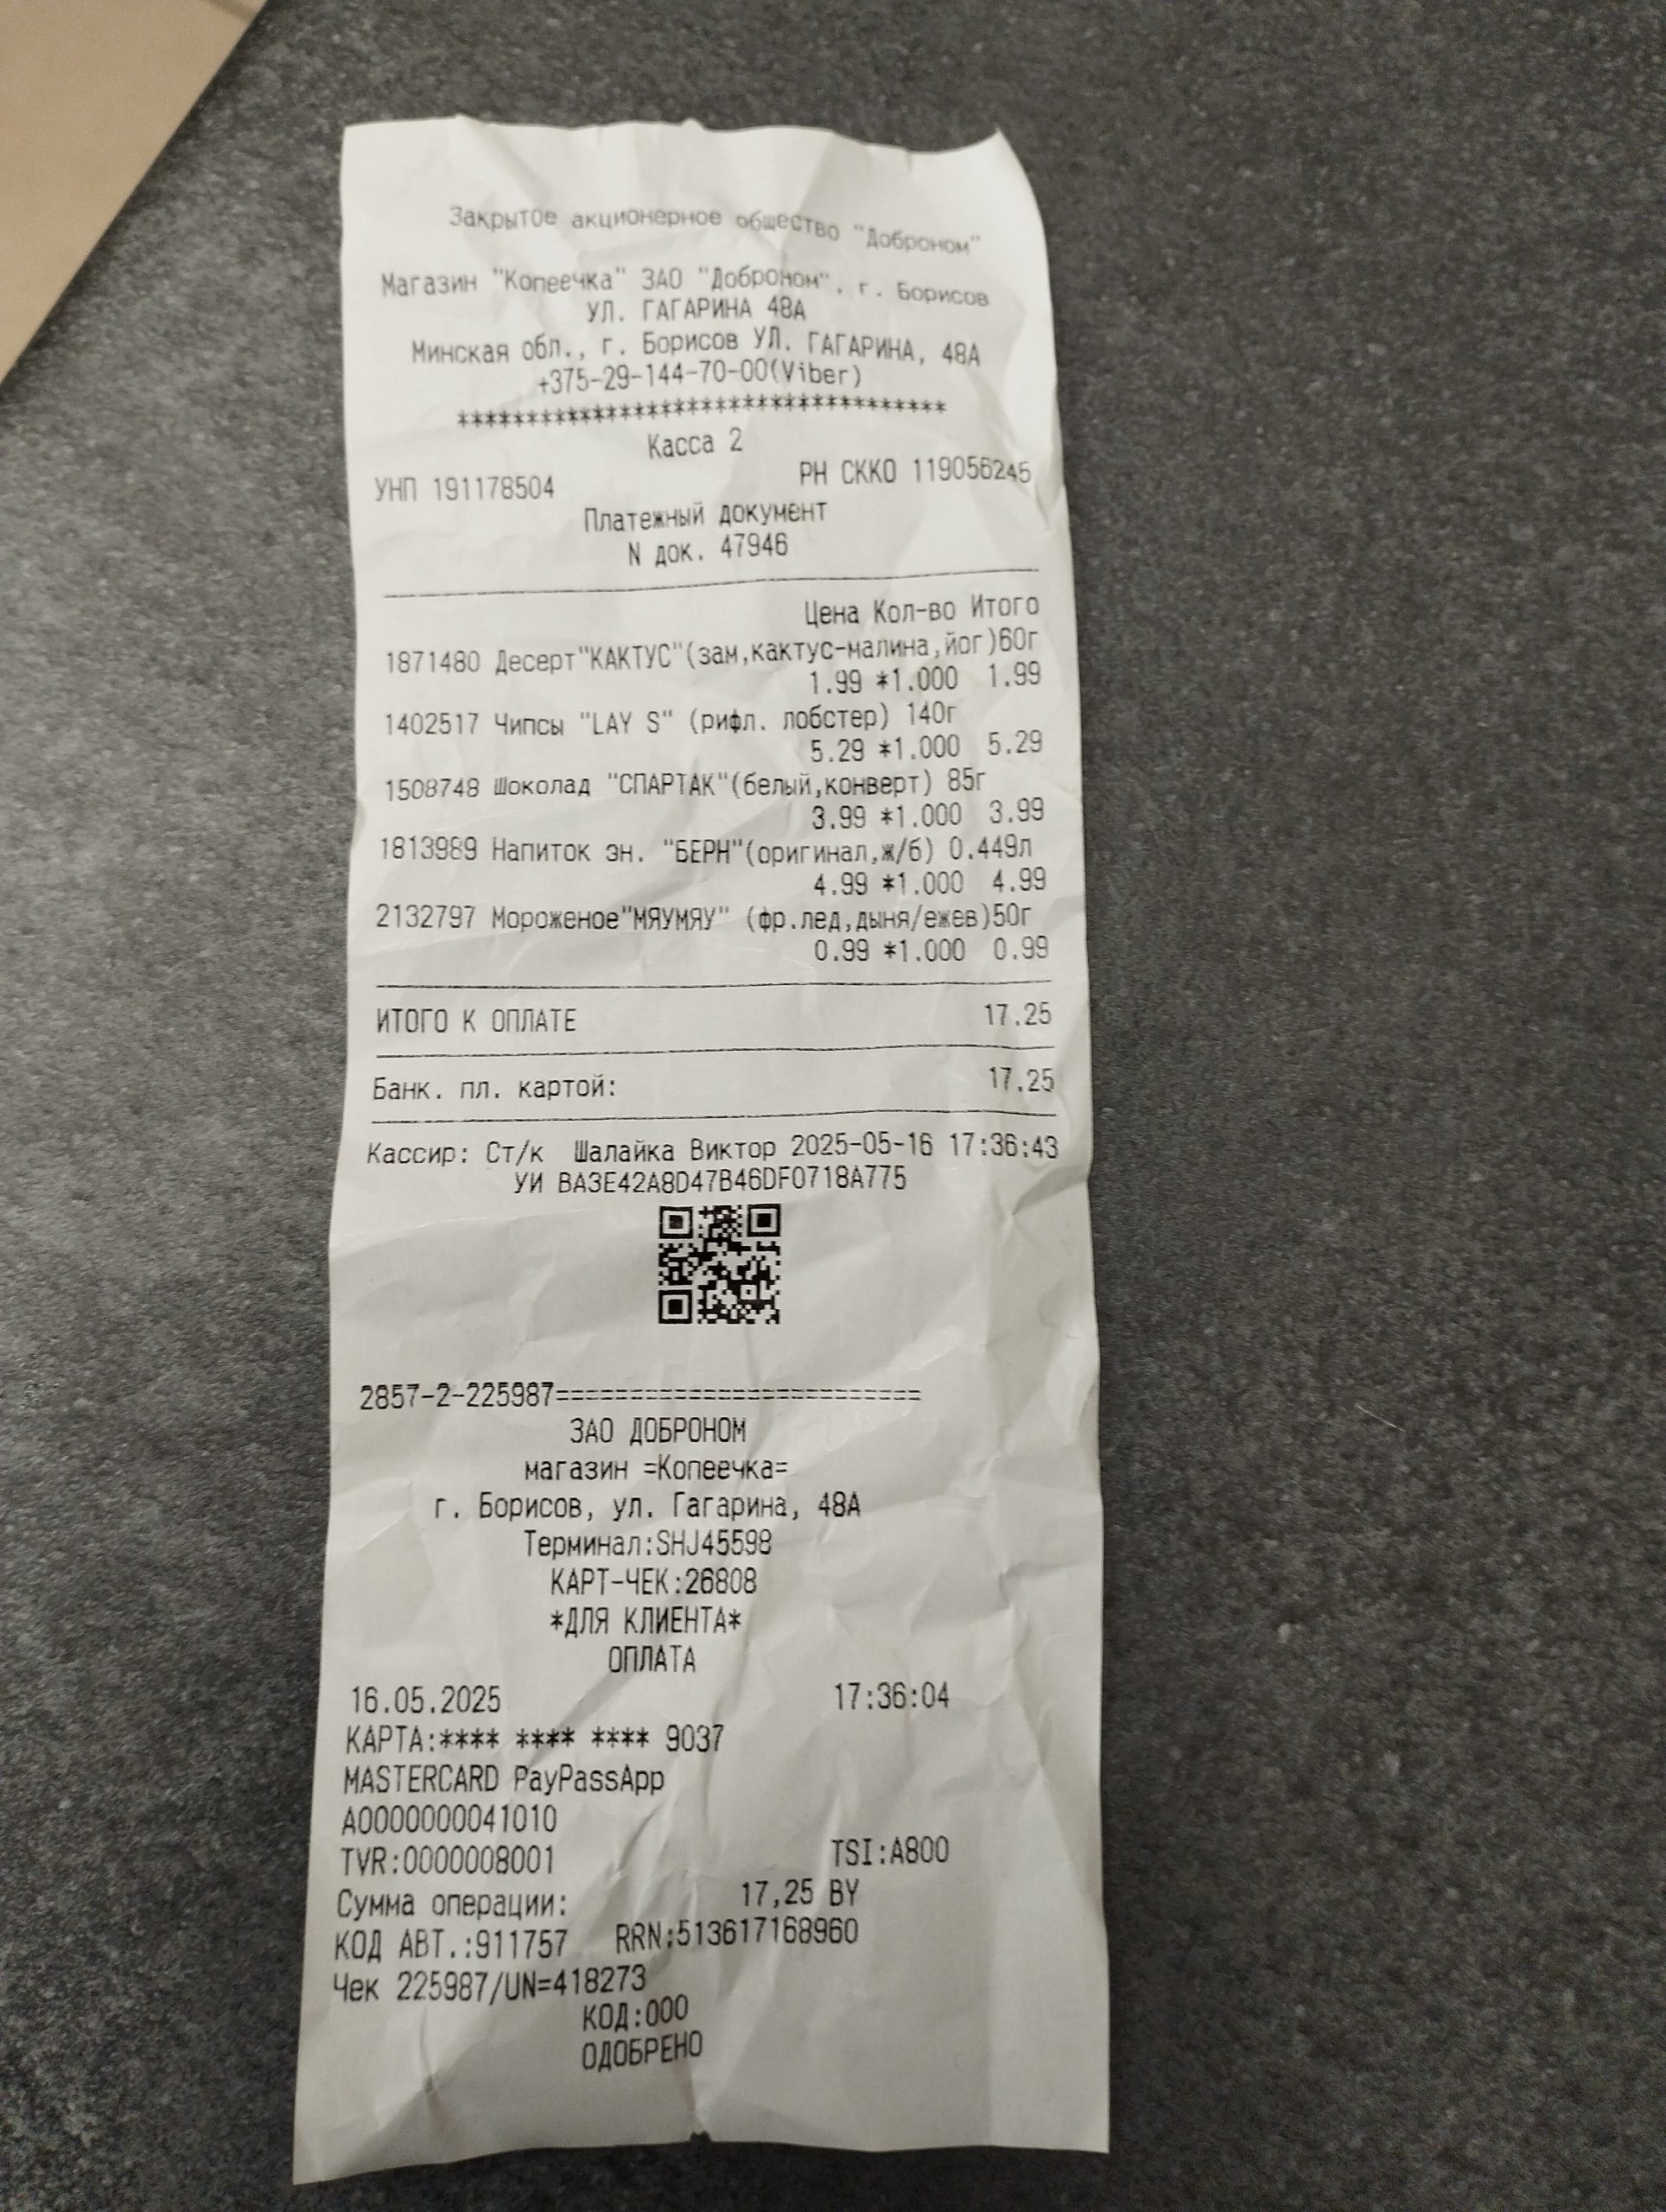 Закрытое акционерное общество "Доброном"
Магазин "Копеечка" ЗАО "Доброном", г. Борисов
УЛ. ГАГАРИНА 48А
Минская обл., г. Борисов УЛ. ГАГАРИНА, 48А
+375-29-144-70-00(Viber)
************************************
Касса 2
УНП 191178504 РН СККО 119056245
Платежный документ
N док. 47946
Цена Кол-во Итого
1871480 Десерт"КАКТУС"(зам,кактус-малина,йог)60г
1.99 *1.000 1.99
1402517 Чипсы "LAY S" (рифл. лобстер) 140г
5.29 *1.000 5.29
1508748 Шоколад "СПАРТАК"(белый,конверт) 85г
3.99 *1.000 3.99
1813989 Напиток эн. "БЕРН"(оригинал,ж/б) 0.449л
4.99 *1.000 4.99
2132797 Мороженое"МЯУМЯУ" (фр.лед,дыня/ежев)50г
0.99 *1.000 0.99
ИТОГО К ОПЛАТЕ 17.25
Банк. пл. картой: 17.25
Кассир: Ст/к Шалайка Виктор 2025-05-16 17:36:43
УИ BA3E42A8D47B46DF0718A775
2857-2-225987=========================
ЗАО ДОБРОНОМ
магазин =Копеечка=
г. Борисов, ул. Гагарина, 48А
Терминал:SHJ45598
КАРТ-ЧЕК:26808
*ДЛЯ КЛИЕНТА*
ОПЛАТА
16.05.2025 17:36:04
КАРТА:**** **** **** 9037
MASTERCARD PayPassApp
A0000000041010
TVR:0000008001 TSI:A800
Сумма операции: 17,25 BY
КОД АВТ.:911757 RRN:513617168960
Чек 225987/UN=418273
КОД:000
ОДОБРЕНО